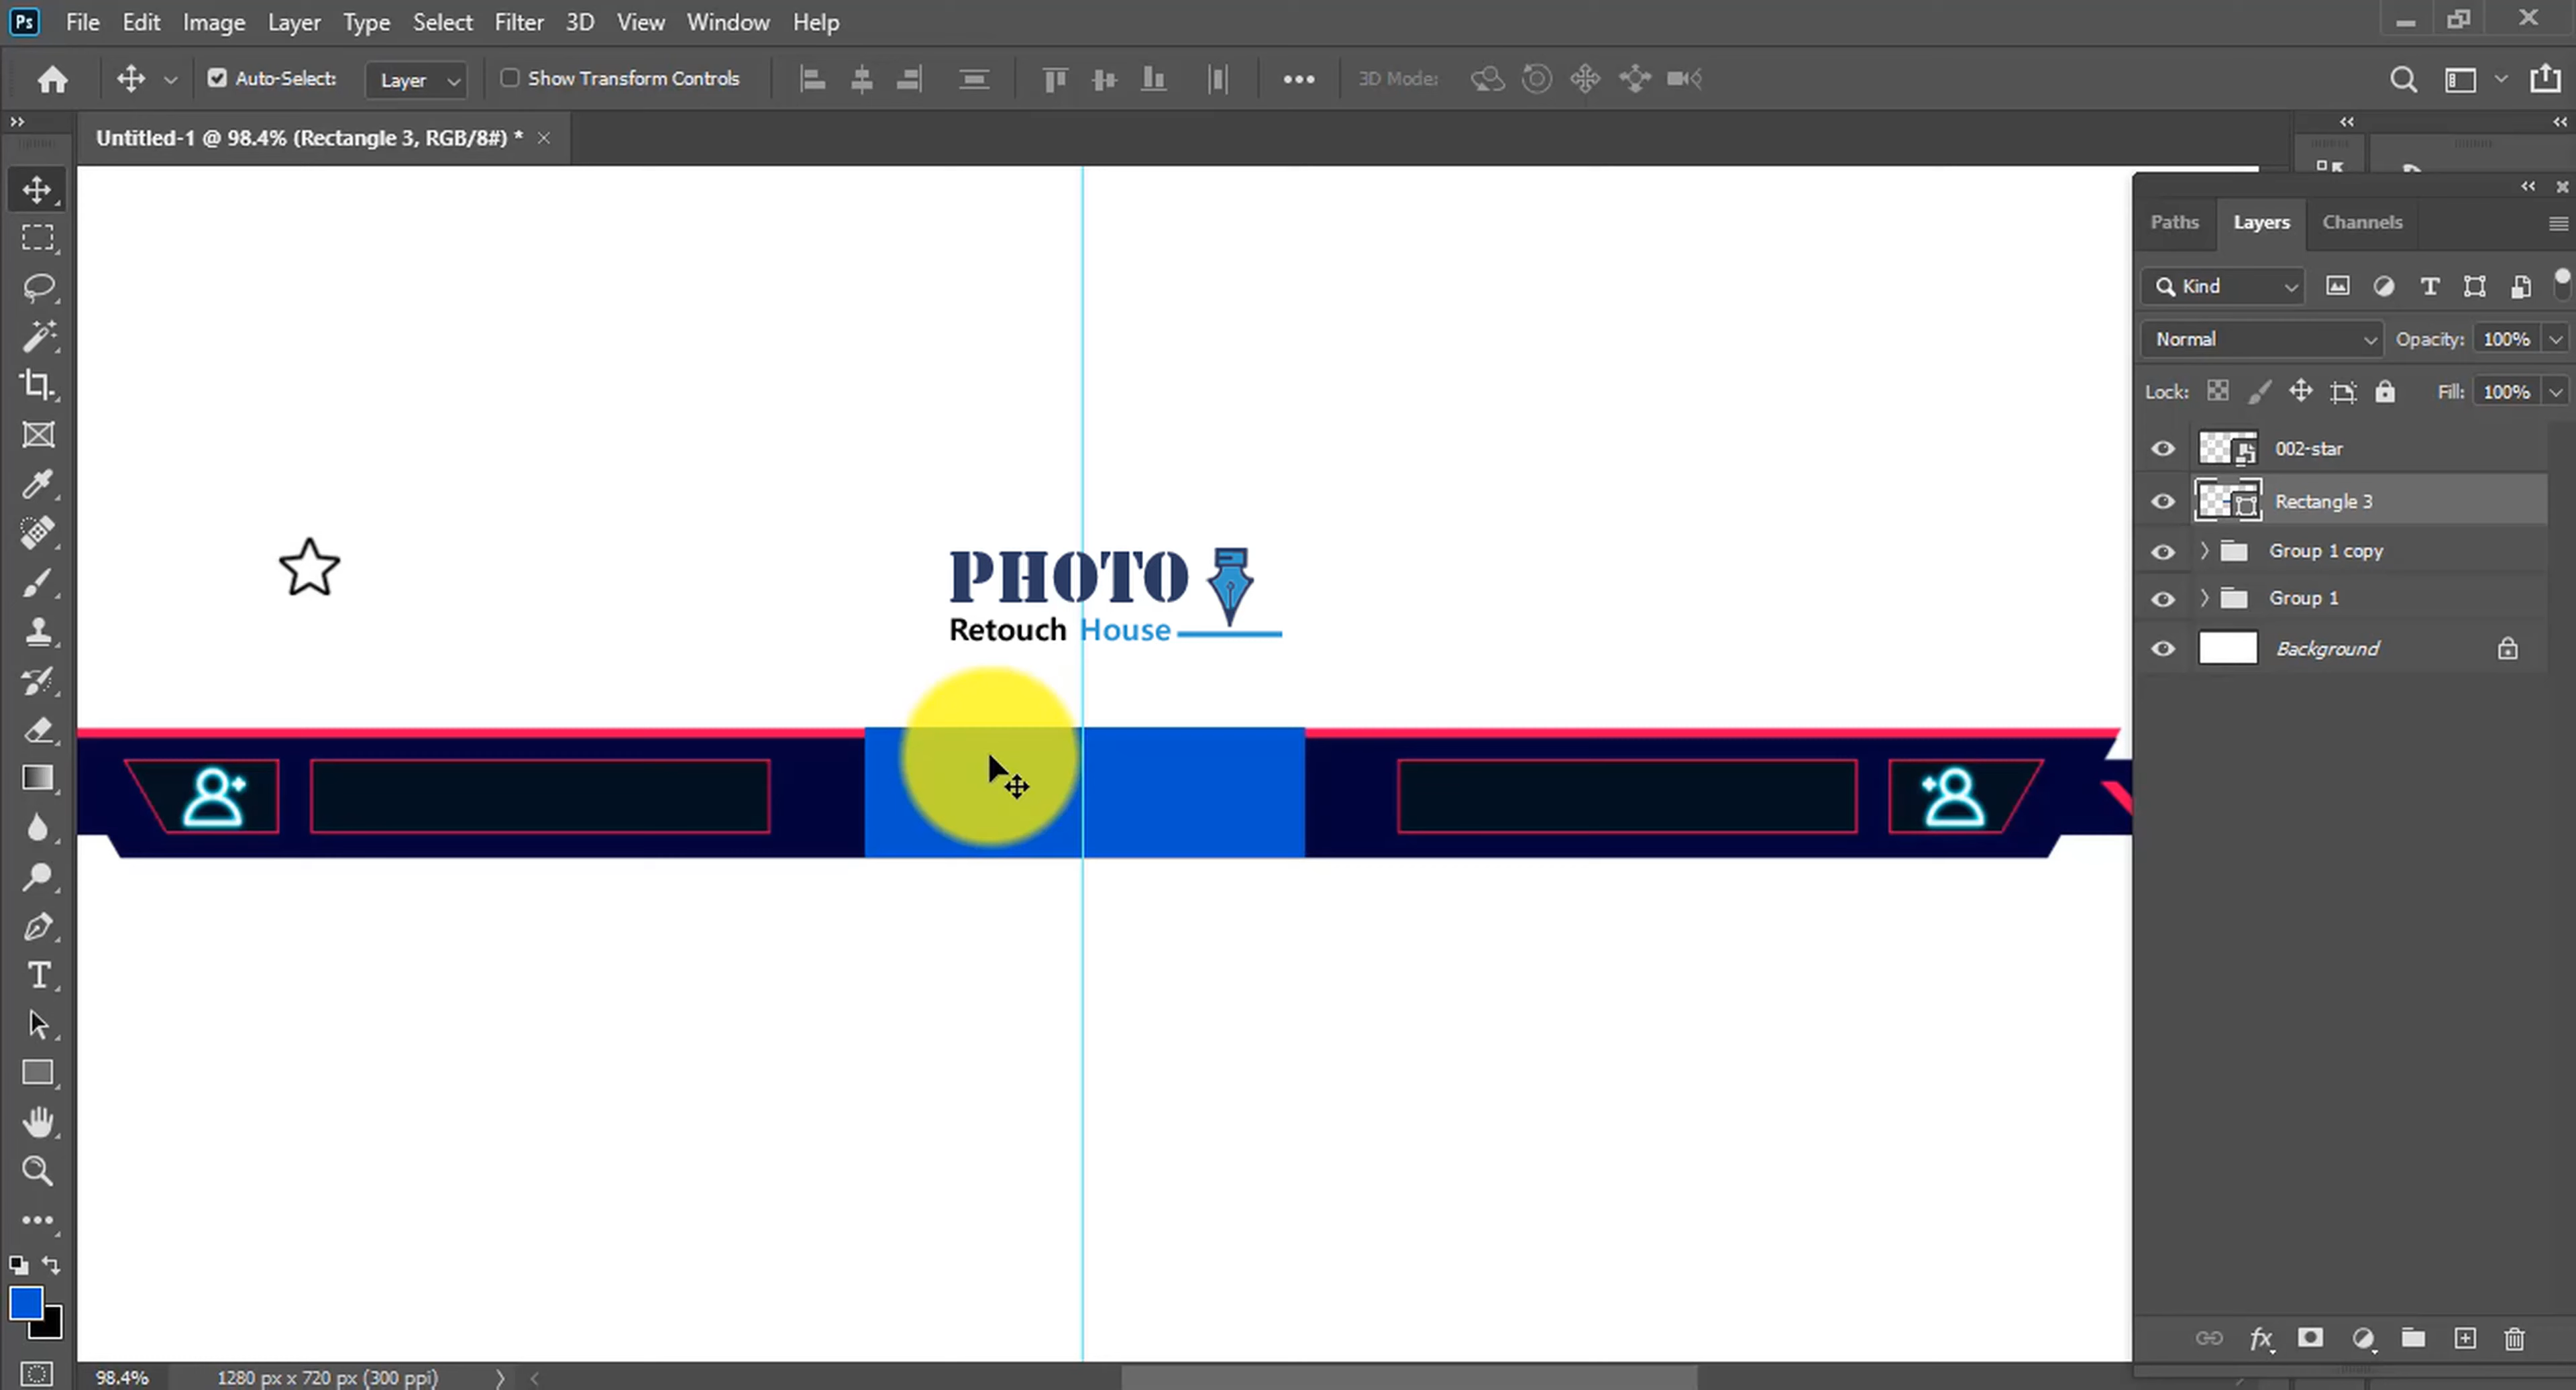 Ps File Edit Image Layer Type Select Filter 3D View Window Help
Auto-Select: Layer Show Transform Controls 3D Mode:
Untitled-1 @ 98.4% (Rectangle 3, RGB/8#) *
Paths Layers Channels
Kind
Normal Opacity: 100%
Lock: Fill: 100%
002-star
Rectangle 3
Group 1 copy
Group 1
Background
PHOTO
Retouch House
98.4% 1280 px x 720 px (300 ppi)